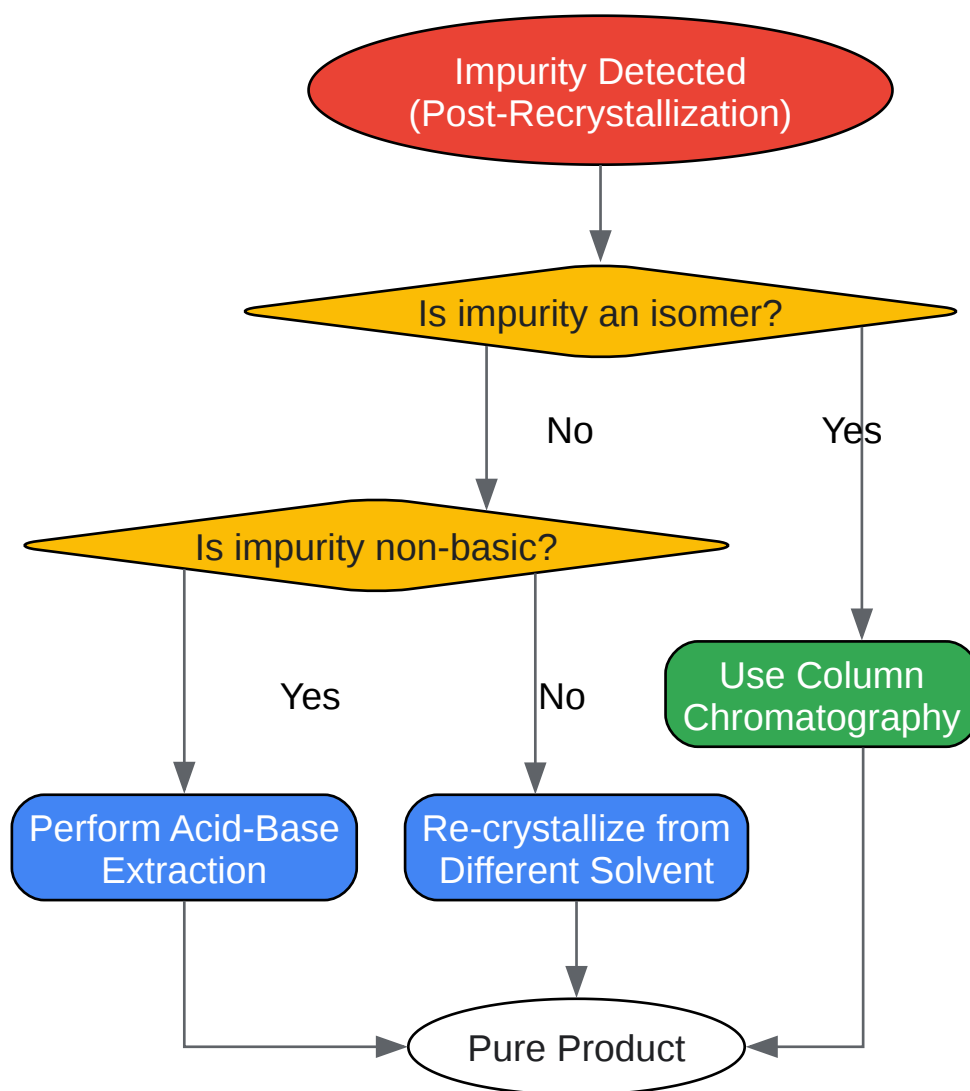 Impurity Detected
(Post-Recrystallization)
Is impurity an isomer?
No
Yes
Is impurity non-basic?
Yes
No
Use Column
Chromatography
Perform Acid-Base
Extraction
Re-crystallize from
Different Solvent
Pure Product